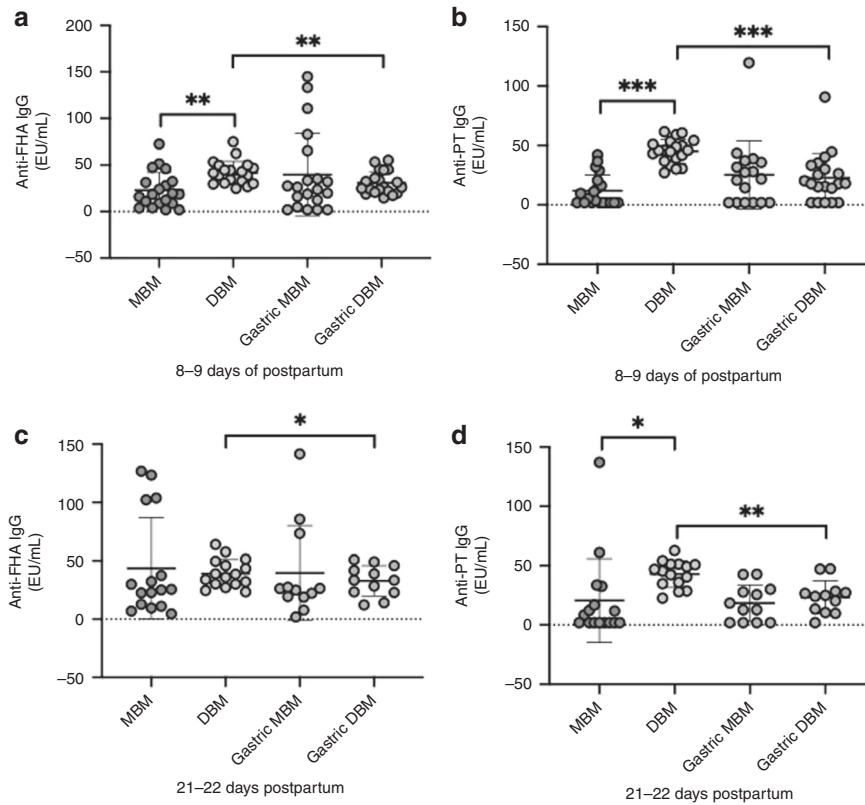 a
Anti-FHA IgG
(EU/mL)
200
150
100
50
0
–50
**
**
MBM
DBM
Gastric MBM
Gastric DBM
8–9 days of postpartum
b
Anti-PT IgG
(EU/mL)
150
100
50
0
–50
***
***
MBM
DBM
Gastric MBM
Gastric DBM
8–9 days of postpartum
c
Anti-FHA IgG
(EU/mL)
150
100
50
0
–50
*
MBM
DBM
Gastric MBM
Gastric DBM
21–22 days postpartum
d
Anti-PT IgG
(EU/mL)
150
100
50
0
–50
*
**
MBM
DBM
Gastric MBM
Gastric DBM
21–22 days postpartum